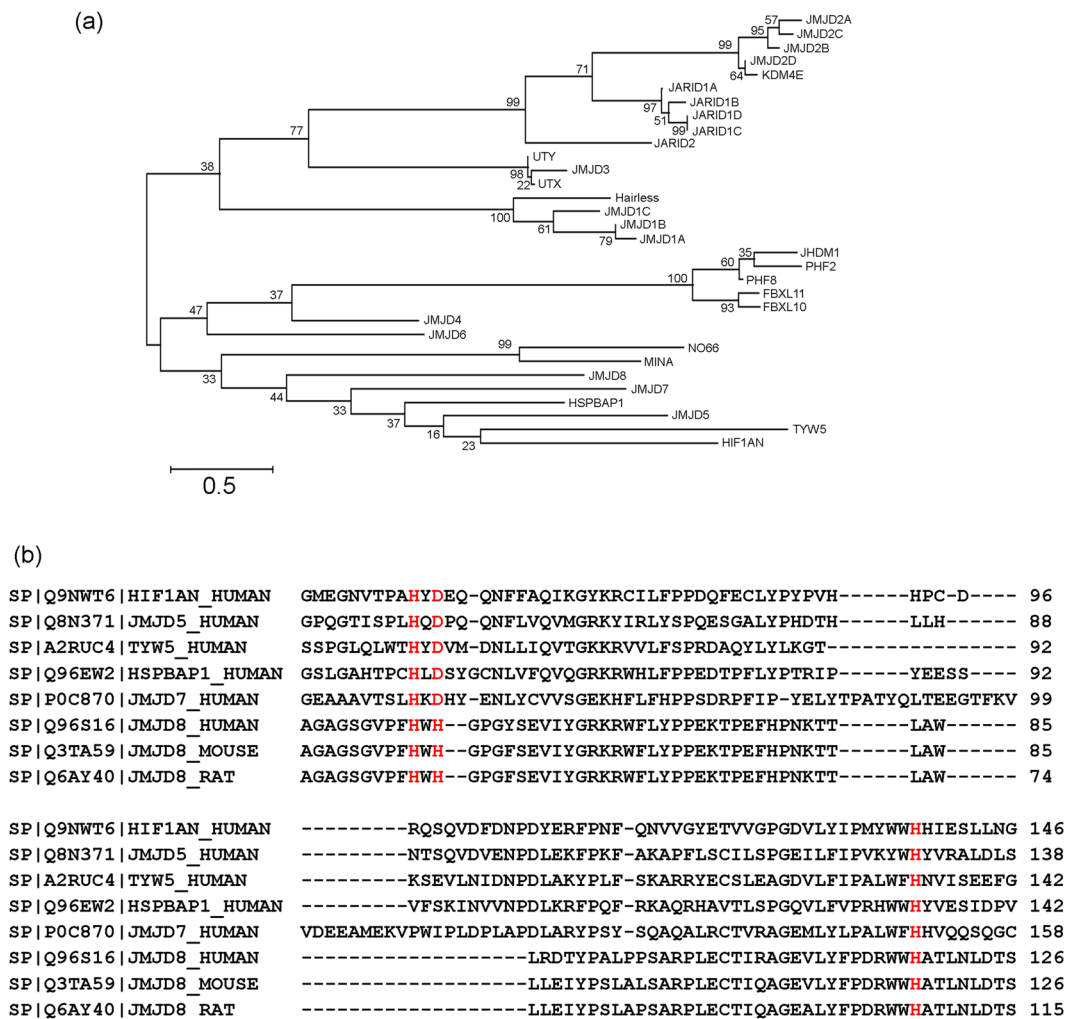 (a)
57
JMJD2A
95
JMJD2C
99
JMJD2B
JMJD2D
64
KDM4E
71
JARID1A
97
JARID1B
51
JARID1D
99
JARID1C
99
JARID2
77
UTY
98
JMJD3
22
UTX
38
Hairless
100
JMJD1C
61
JMJD1B
79
JMJD1A
35
JHDM1
60
PHF2
100
PHF8
FBXL11
93
FBXL10
37
47
JMJD4
JMJD6
99
NO66
MINA
33
JMJD8
44
JMJD7
33
HSPBAP1
37
JMJD5
16
TYW5
23
HIF1AN
0.5
(b)
SP|Q9NWT6|HIF1AN_HUMAN GMEGNVTPAHYDEQ-QNFFAQIKGYKRCILFPPDQFECLYPYPVH------HPC-D---- 96
SP|Q8N371|JMJD5_HUMAN GPQGTISPLHQDPQ-QNFLVQVMGRKYIRLYSPQESGALYPHDTH------LLH------ 88
SP|A2RUC4|TYW5_HUMAN SSPGLQLWTHYDVM-DNLLIQVTGKKRVVLFSPRDAQYLYLKGT---------------- 92
SP|Q96EW2|HSPBAP1_HUMAN GSLGAHTPCHLDSYGCNLVFQVQGRKRWHLFPPEDTPFLYPTRIP------YEESS---- 92
SP|P0C870|JMJD7_HUMAN GEAAAVTSLHKDHY-ENLYCVVSGEKHFLFHPPSDRPFIP-YELYTPATYQLTEEGTFKV 99
SP|Q96S16|JMJD8_HUMAN AGAGSGVPFHWH--GPGYSEVIYGRKRWFLYPPEKTPEFHPNKTT------LAW------ 85
SP|Q3TA59|JMJD8_MOUSE AGAGSGVPFHWH--GPGFSEVIYGRKRWFLYPPEKTPEFHPNKTT------LAW------ 85
SP|Q6AY40|JMJD8_RAT AGAGSGVPFHWH--GPGFSEVIYGRKRWFLYPPEKTPEFHPNKTT------LAW------ 74
SP|Q9NWT6|HIF1AN_HUMAN ---------RQSQVDFDNPDYERFPNF-QNVVGYETVVGPGDVLYIPMYWWHHIESLLNG 146
SP|Q8N371|JMJD5_HUMAN ---------NTSQVDVENPDLEKFPKF-AKAPFLSCILSPGEILFIPVKYWHYVRALDLS 138
SP|A2RUC4|TYW5_HUMAN ---------KSEVLNIDNPDLAKYPLF-SKARRYECSLEAGDVLFIPALWFHNVISEEFG 142
SP|Q96EW2|HSPBAP1_HUMAN ---------VFSKINVVNPDLKRFPQF-RKAQRHAVTLSPGQVLFVPRHWWHYVESIDPV 142
SP|P0C870|JMJD7_HUMAN VDEEAMEKVPWIPLDPLAPDLARYPSY-SQAQALRCTVRAGEMLYLPALWFHHVQQSQGC 158
SP|Q96S16|JMJD8_HUMAN -------------------LRDTYPALPPSARPLECTIRAGEVLYFPDRWWHATLNLDTS 126
SP|Q3TA59|JMJD8_MOUSE -------------------LLEIYPSLALSARPLECTIQAGEVLYFPDRWWHATLNLDTS 126
SP|Q6AY40|JMJD8_RAT -------------------LLEIYPSLALSARPLECTIQAGEVLYFPDRWWHATLNLDTS 115